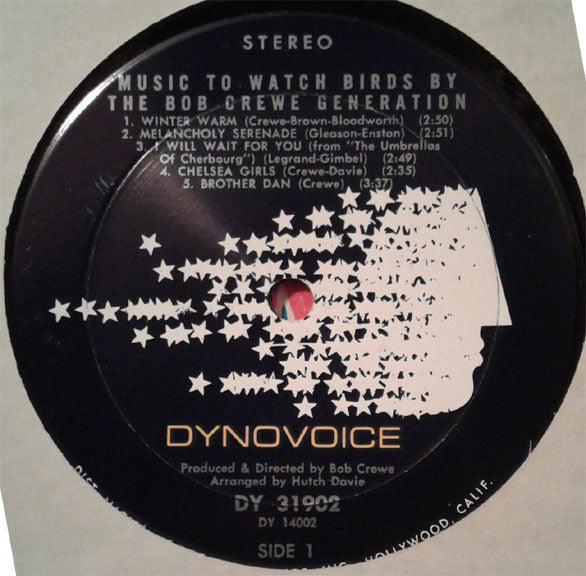 STEREO
MUSIC TO WATCH BIRDS BY
THE BOB CREWE GENERATION
1. WINTER WARM (Crewe-Brown-Bloodworth) (2:50)
2. MELANCHOLY SERENADE (Gleason-Enston) (2:51)
3. I WILL WAIT FOR YOU (from "The Umbrellas
Of Cherbourg") (Legrand-Gimbel) (2:49)
4. CHELSEA GIRLS (Crewe-Davie) (2:35)
5. BROTHER DAN (Crewe) (3:37)
DYNOVOICE
Produced & Directed by Bob Crewe
Arranged by Hutch Davie
DY 31902
DY 14002
SIDE 1
DIST. INC. HOLLYWOOD, CALIF.